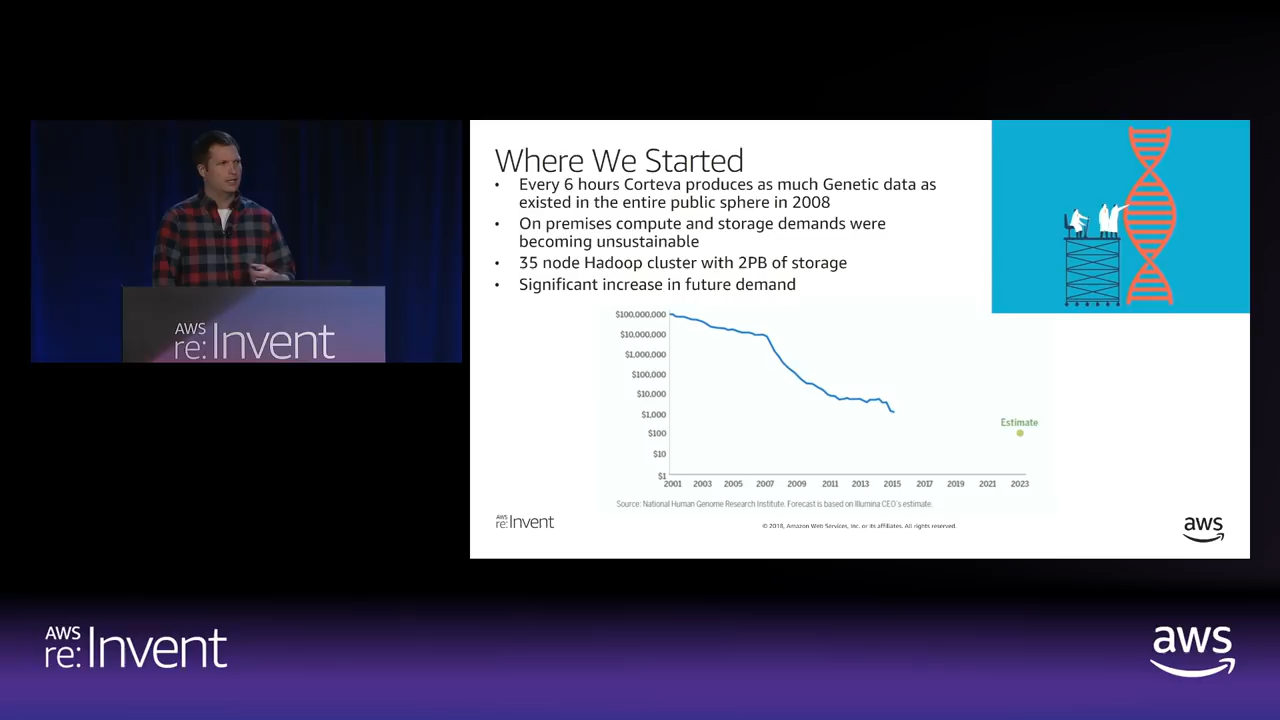 AWS
re:Invent
Where We Started
• Every 6 hours Corteva produces as much Genetic data as
existed in the entire public sphere in 2008
• On premises compute and storage demands were
becoming unsustainable
• 35 node Hadoop cluster with 2PB of storage
• Significant increase in future demand
$100,000,000
$10,000,000
$1,000,000
$100,000
$10,000
$1,000
$100
$10
$1
Estimate
2001 2003 2005 2007 2009 2011 2013 2015 2017 2019 2021 2023
Source: National Human Genome Research Institute. Forecast is based on Illumina CEO's estimate.
AWS
re:Invent
© 2018, Amazon Web Services, Inc. or its affiliates. All rights reserved.
aws
AWS
re:Invent
aws